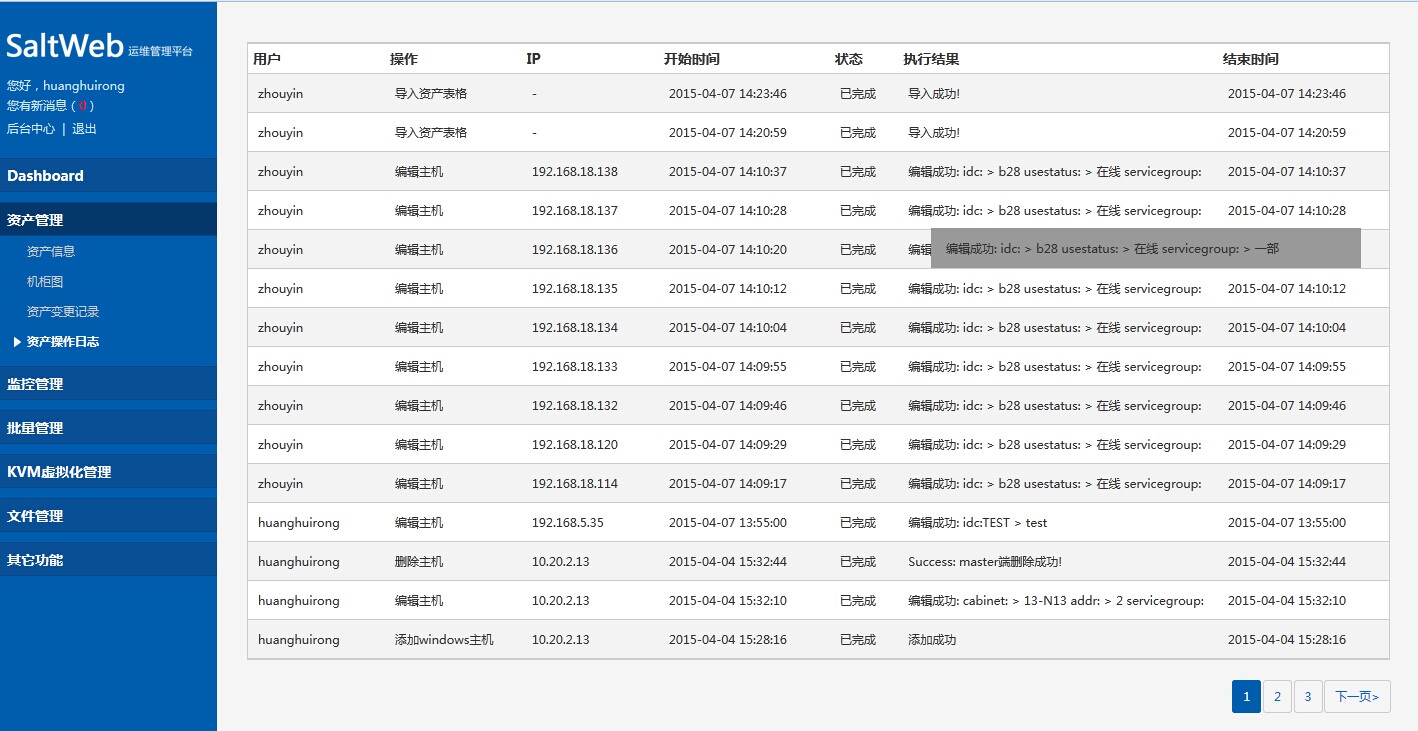 SaltWeb 运维管理平台
您好，huanghuirong
您有新消息 ( 0 )
后台中心 | 退出
Dashboard
资产管理
资产信息
机柜图
资产变更记录
资产操作日志
监控管理
批量管理
KVM虚拟化管理
文件管理
其它功能
用户 操作 IP 开始时间 状态 执行结果 结束时间
zhouyin 导入资产表格 - 2015-04-07 14:23:46 已完成 导入成功! 2015-04-07 14:23:46
zhouyin 导入资产表格 - 2015-04-07 14:20:59 已完成 导入成功! 2015-04-07 14:20:59
zhouyin 编辑主机 192.168.18.138 2015-04-07 14:10:37 已完成 编辑成功: idc: > b28 usestatus: > 在线 servicegroup: 2015-04-07 14:10:37
zhouyin 编辑主机 192.168.18.137 2015-04-07 14:10:28 已完成 编辑成功: idc: > b28 usestatus: > 在线 servicegroup: 2015-04-07 14:10:28
zhouyin 编辑主机 192.168.18.136 2015-04-07 14:10:20 已完成 编辑 编辑成功: idc: > b28 usestatus: > 在线 servicegroup: > 一部
zhouyin 编辑主机 192.168.18.135 2015-04-07 14:10:12 已完成 编辑成功: idc: > b28 usestatus: > 在线 servicegroup: 2015-04-07 14:10:12
zhouyin 编辑主机 192.168.18.134 2015-04-07 14:10:04 已完成 编辑成功: idc: > b28 usestatus: > 在线 servicegroup: 2015-04-07 14:10:04
zhouyin 编辑主机 192.168.18.133 2015-04-07 14:09:55 已完成 编辑成功: idc: > b28 usestatus: > 在线 servicegroup: 2015-04-07 14:09:55
zhouyin 编辑主机 192.168.18.132 2015-04-07 14:09:46 已完成 编辑成功: idc: > b28 usestatus: > 在线 servicegroup: 2015-04-07 14:09:46
zhouyin 编辑主机 192.168.18.120 2015-04-07 14:09:29 已完成 编辑成功: idc: > b28 usestatus: > 在线 servicegroup: 2015-04-07 14:09:29
zhouyin 编辑主机 192.168.18.114 2015-04-07 14:09:17 已完成 编辑成功: idc: > b28 usestatus: > 在线 servicegroup: 2015-04-07 14:09:17
huanghuirong 编辑主机 192.168.5.35 2015-04-07 13:55:00 已完成 编辑成功: idc:TEST > test 2015-04-07 13:55:00
huanghuirong 删除主机 10.20.2.13 2015-04-04 15:32:44 已完成 Success: master端删除成功! 2015-04-04 15:32:44
huanghuirong 编辑主机 10.20.2.13 2015-04-04 15:32:10 已完成 编辑成功: cabinet: > 13-N13 addr: > 2 servicegroup: 2015-04-04 15:32:10
huanghuirong 添加windows主机 10.20.2.13 2015-04-04 15:28:16 已完成 添加成功 2015-04-04 15:28:16
1 2 3 下一页>